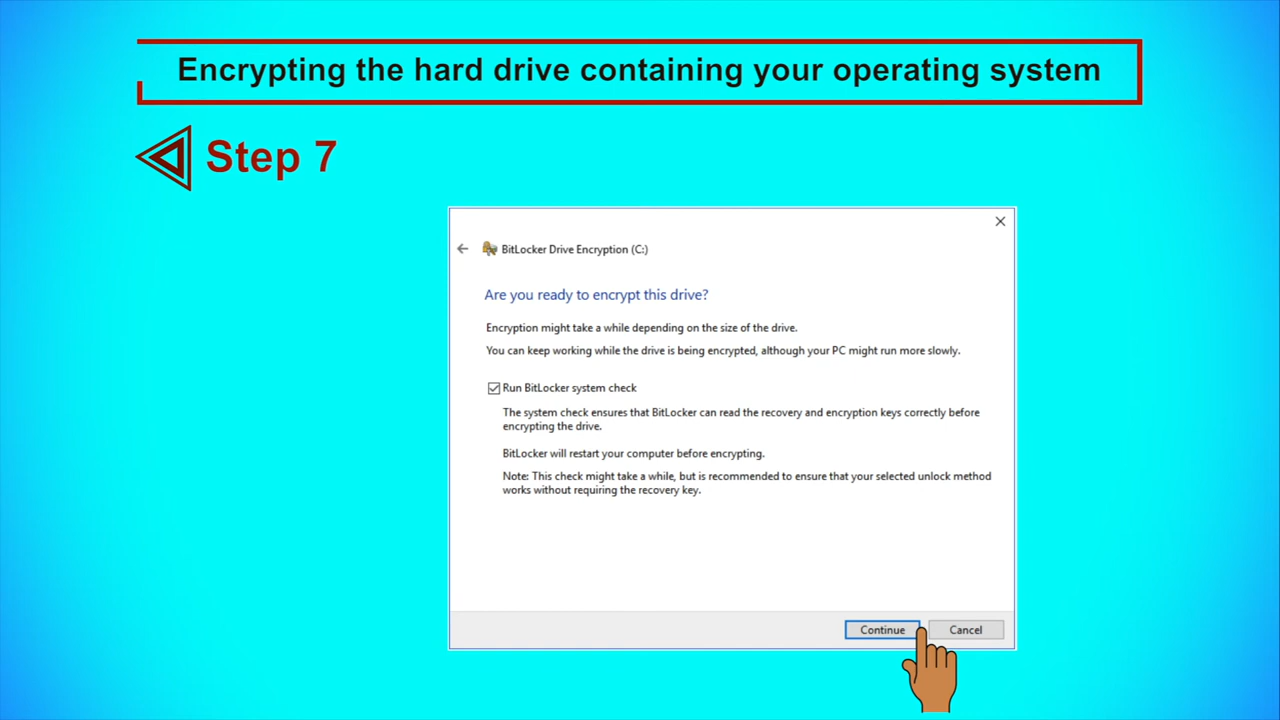 Encrypting the hard drive containing your operating system
Step 7
BitLocker Drive Encryption (C:)
Are you ready to encrypt this drive?
Encryption might take a while depending on the size of the drive.
You can keep working while the drive is being encrypted, although your PC might run more slowly.
Run BitLocker system check
The system check ensures that BitLocker can read the recovery and encryption keys correctly before
encrypting the drive.
BitLocker will restart your computer before encrypting.
Note: This check might take a while, but is recommended to ensure that your selected unlock method
works without requiring the recovery key.
Continue Cancel